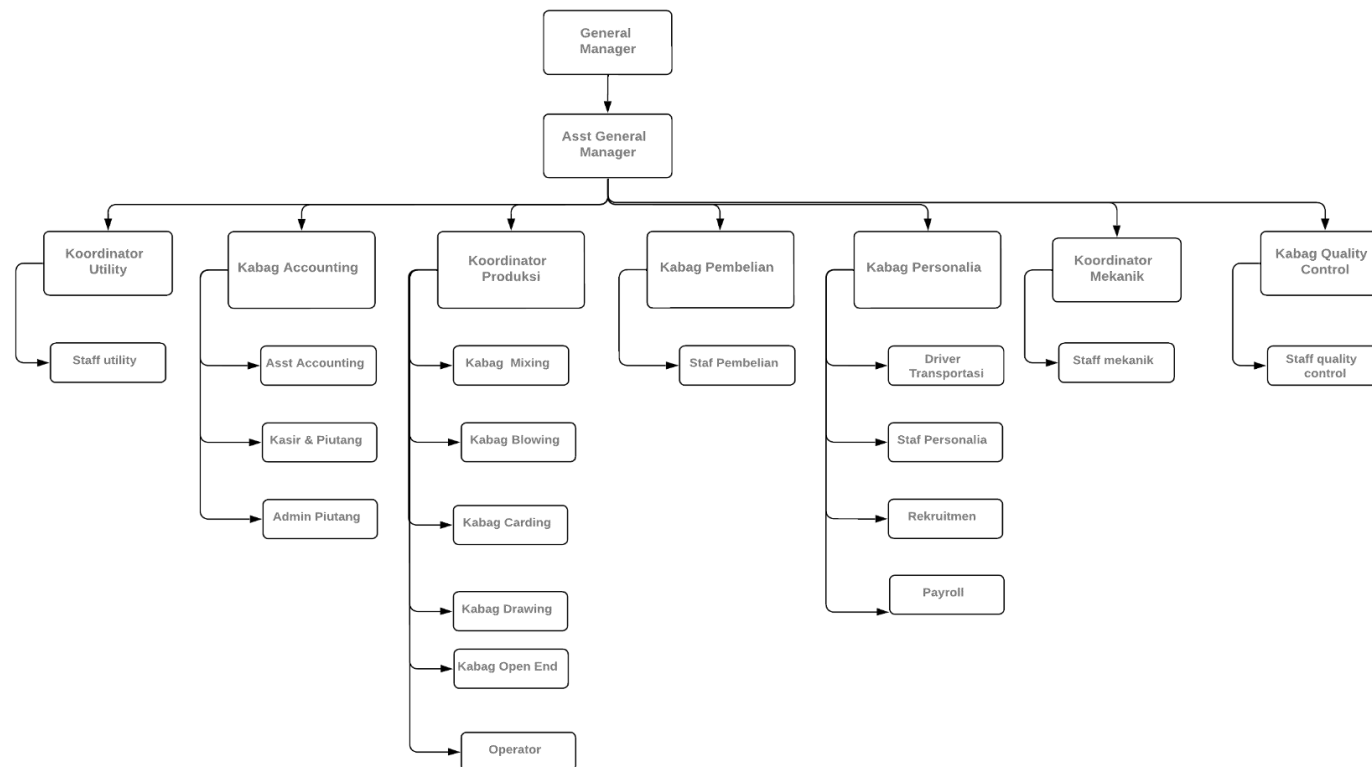 General
Manager
Asst General
Manager
Koordinator
Utility
Kabag Accounting
Koordinator
Produksi
Kabag Pembelian
Kabag Personalia
Koordinator
Mekanik
Kabag Quality
Control
Staff utility
Asst Accounting
Kabag Mixing
Staf Pembelian
Driver
Transportasi
Staff mekanik
Staff quality
control
Kasir & Piutang
Kabag Blowing
Staf Personalia
Admin Piutang
Kabag Carding
Rekruitmen
Kabag Drawing
Payroll
Kabag Open End
Operator